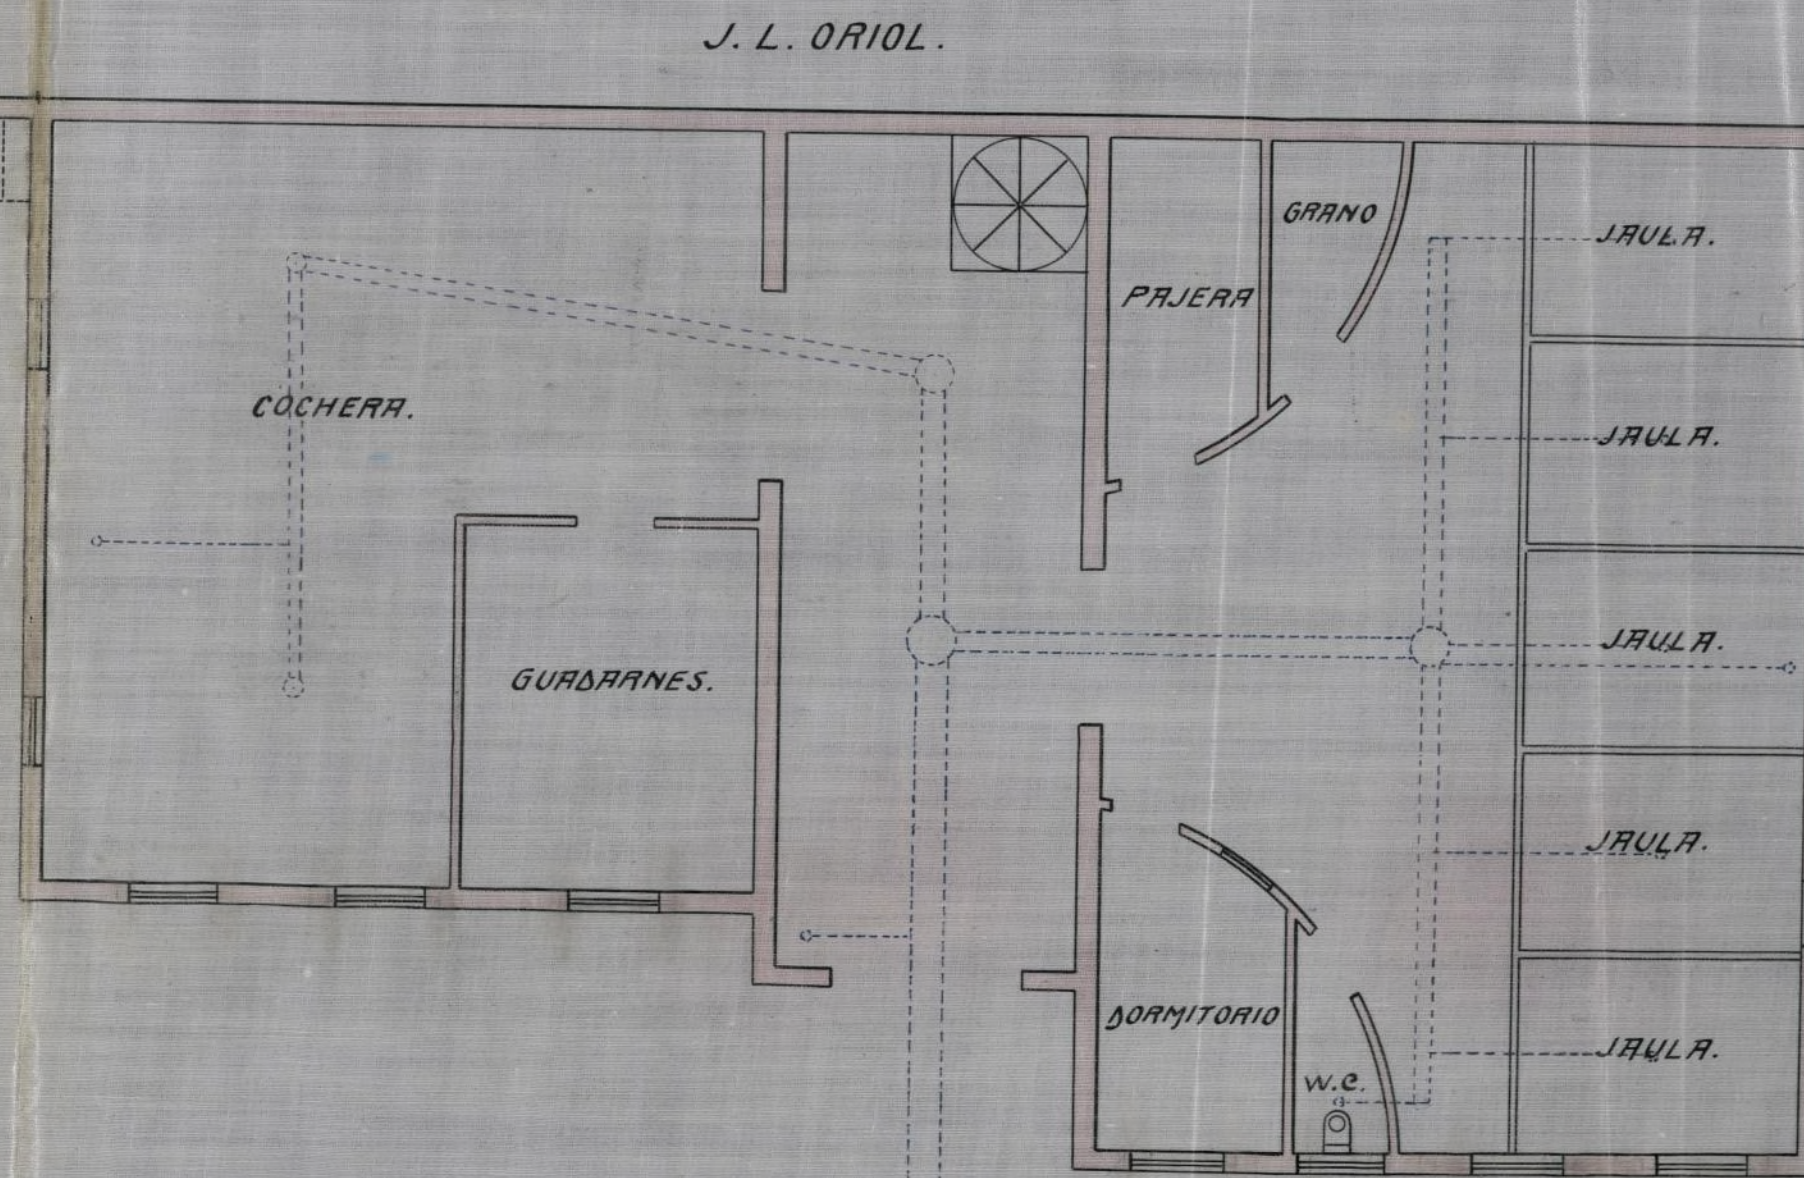 J. L. ORIOL.
GRANO
JAULA.
PAJERA
COCHERA.
JAULA.
JAULA.
GUADARNES.
JAULA.
DORMITORIO
JAULA.
W.C.